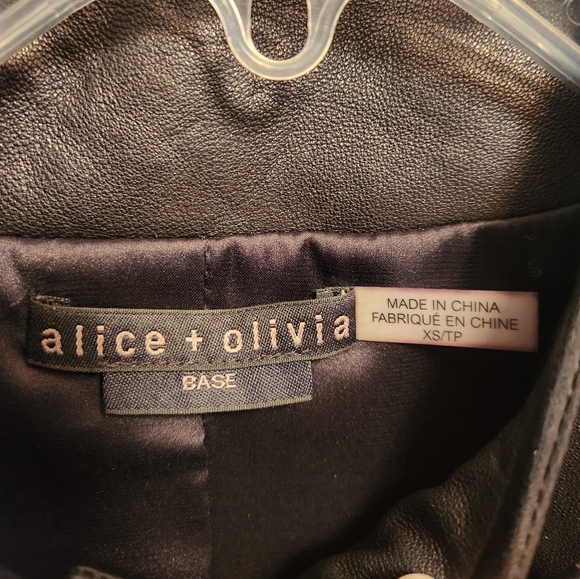 alice + olivia
BASE
MADE IN CHINA
FABRIQUÉ EN CHINE
XS/TP